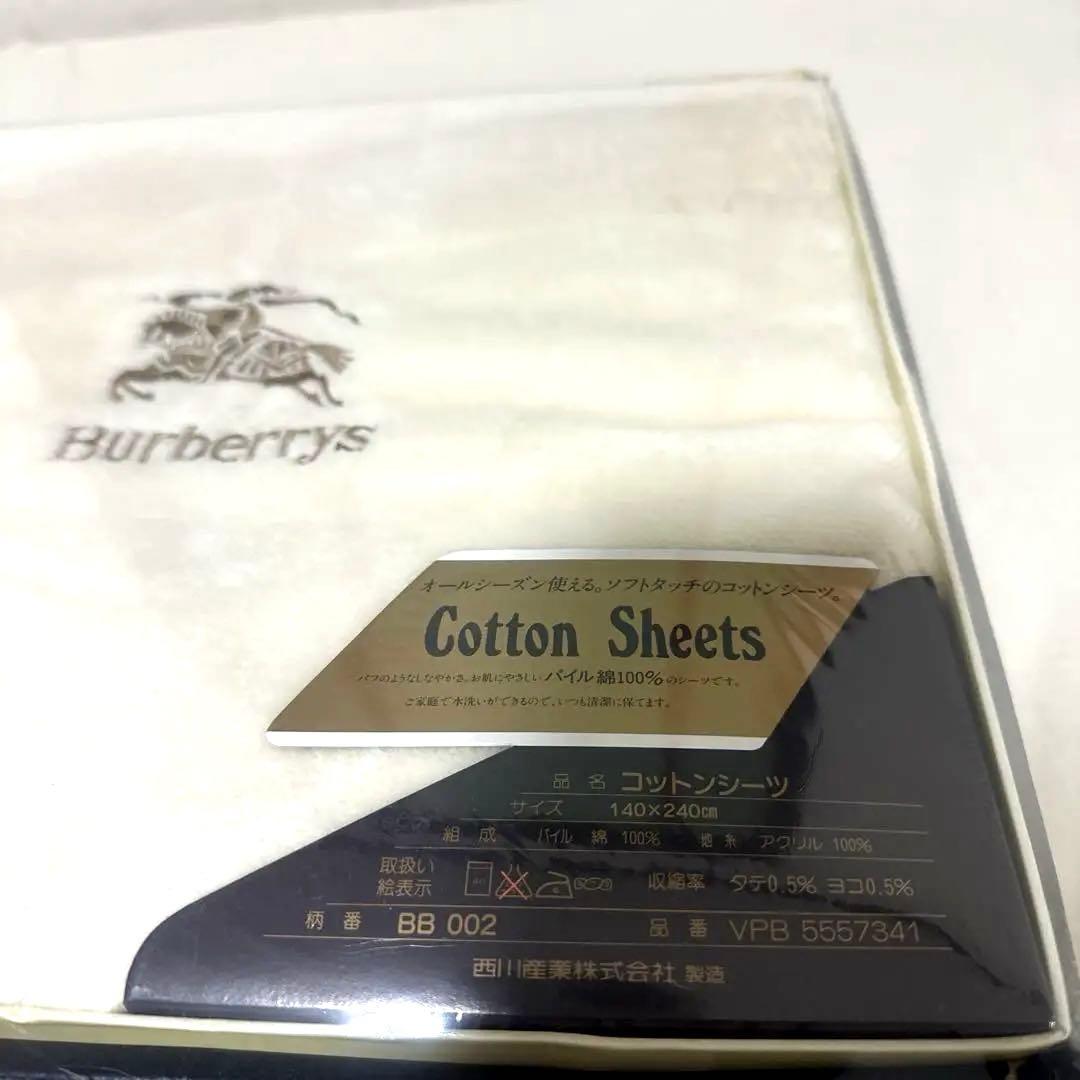 Burberrys
オールシーズン使える。ソフトタッチのコットンシーツ。
Cotton Sheets
パフのようなしなやかさ。お肌にやさしいパイル綿100%のシーツです。
ご家庭で水洗いができるので、いつも清潔に保てます。
品名 コットンシーツ
サイズ 140×240㎝
組成 パイル 綿 100% 地糸 アクリル 100%
取扱い
絵表示 収縮率 タテ0.5% ヨコ0.5%
柄番 BB 002 品番 VPB 5557341
西川産業株式会社 製造